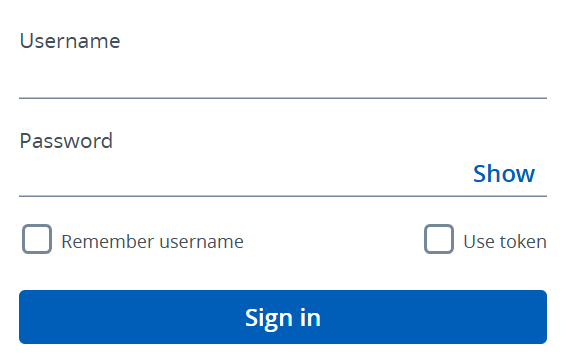 Username
Password
Show
Remember username
Use token
Sign in